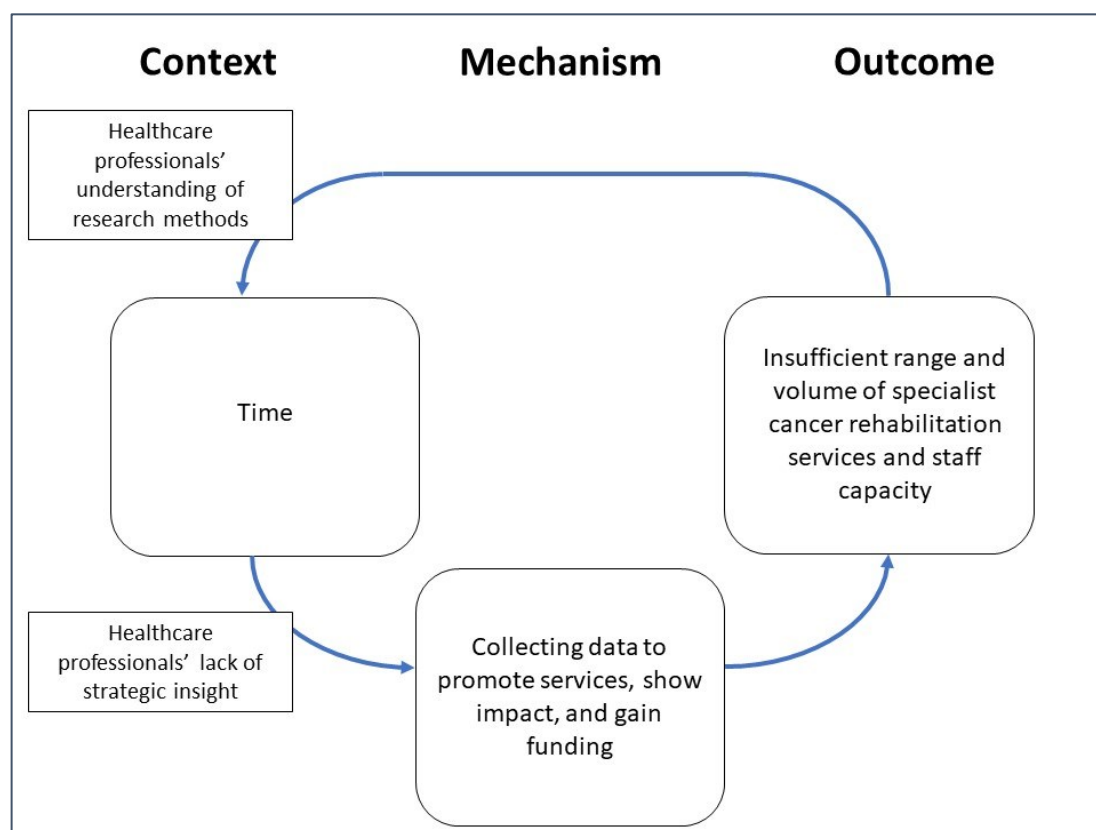 Context
Mechanism
Outcome
Healthcare
professionals’
understanding of
research methods
Time
Insufficient range and
volume of specialist
cancer rehabilitation
services and staff
capacity
Healthcare
professionals’ lack of
strategic insight
Collecting data to
promote services, show
impact, and gain
funding